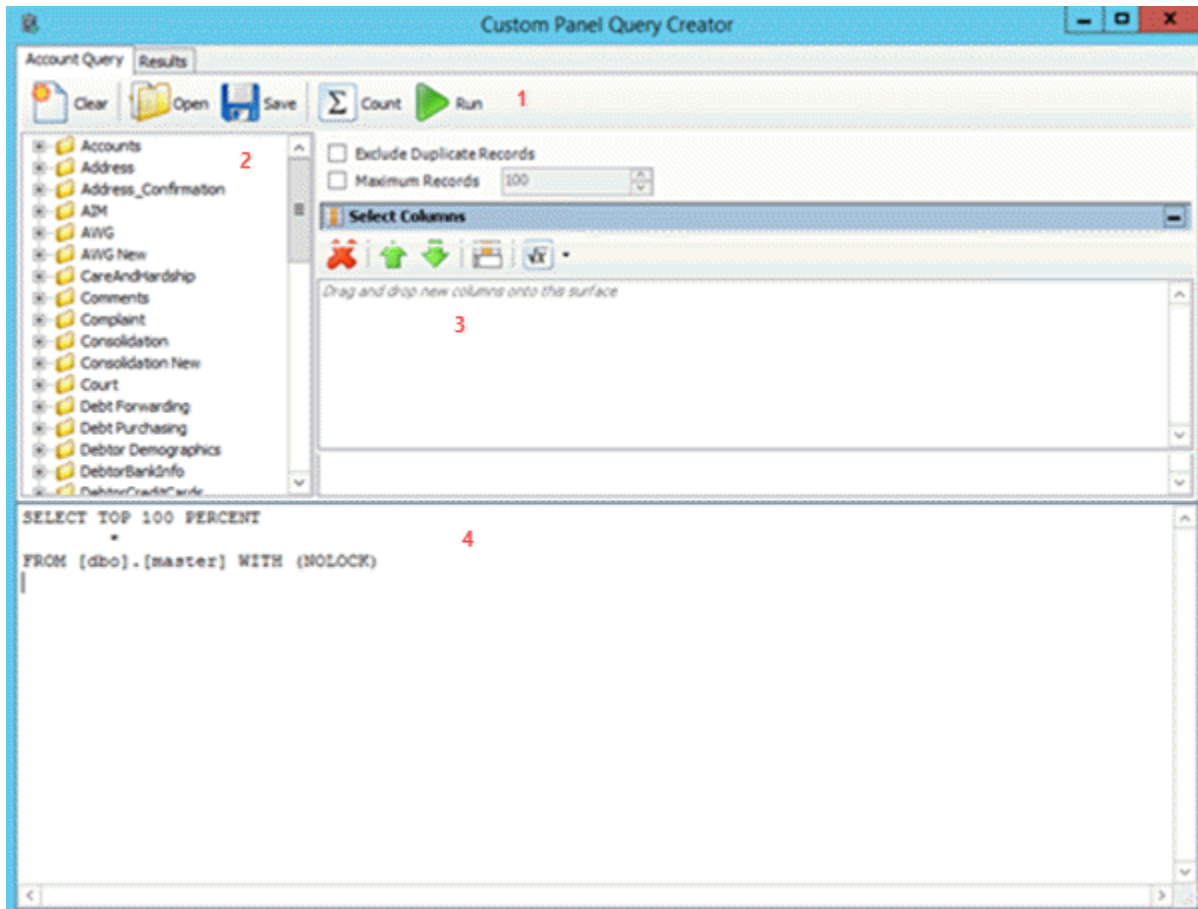 Custom Panel Query Creator
Account Query Results
Clear Open Save Σ Count Run 1
2
Accounts
Address
Address_Confirmation
AIM
AWG
AWG New
CareAndHardship
Comments
Complaint
Consolidation
Consolidation New
Court
Debt Forwarding
Debt Purchasing
Debtor Demographics
DebtorBankInfo
DebtorCreditCards
Exclude Duplicate Records
Maximum Records 100
Select Columns
√x
Drag and drop new columns onto this surface
3
SELECT TOP 100 PERCENT
*
FROM [dbo].[master] WITH (NOLOCK)
4